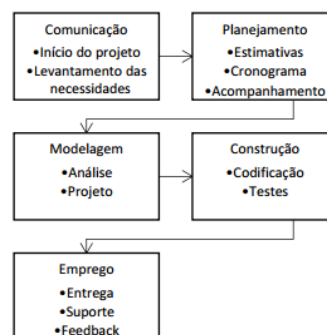 Comunicação
•Início do projeto
•Levantamento das
necessidades
Planejamento
•Estimativas
•Cronograma
•Acompanhamento
Modelagem
•Análise
•Projeto
Construção
•Codificação
•Testes
Emprego
•Entrega
•Suporte
•Feedback